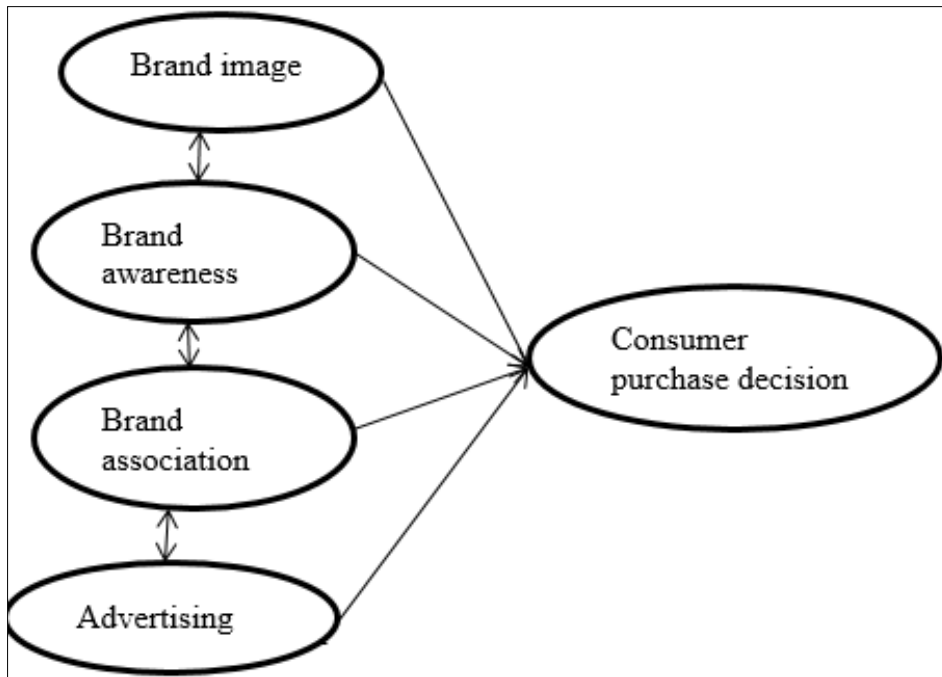 Brand image
Brand
awareness
Consumer
purchase decision
Brand
association
Advertising